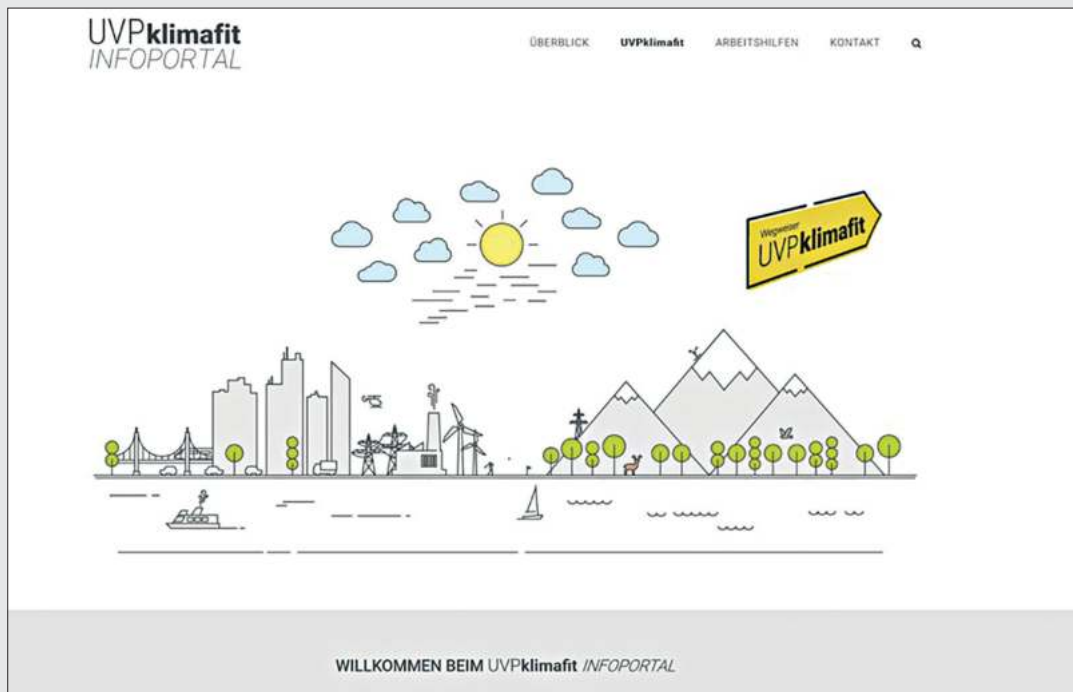 UVPklimafit
INFOPORTAL
ÜBERBLICK UVPklimafit ARBEITSHILFEN KONTAKT
Wegweiser
UVPklimafit
WILLKOMMEN BEIM UVPklimafit INFOPORTAL